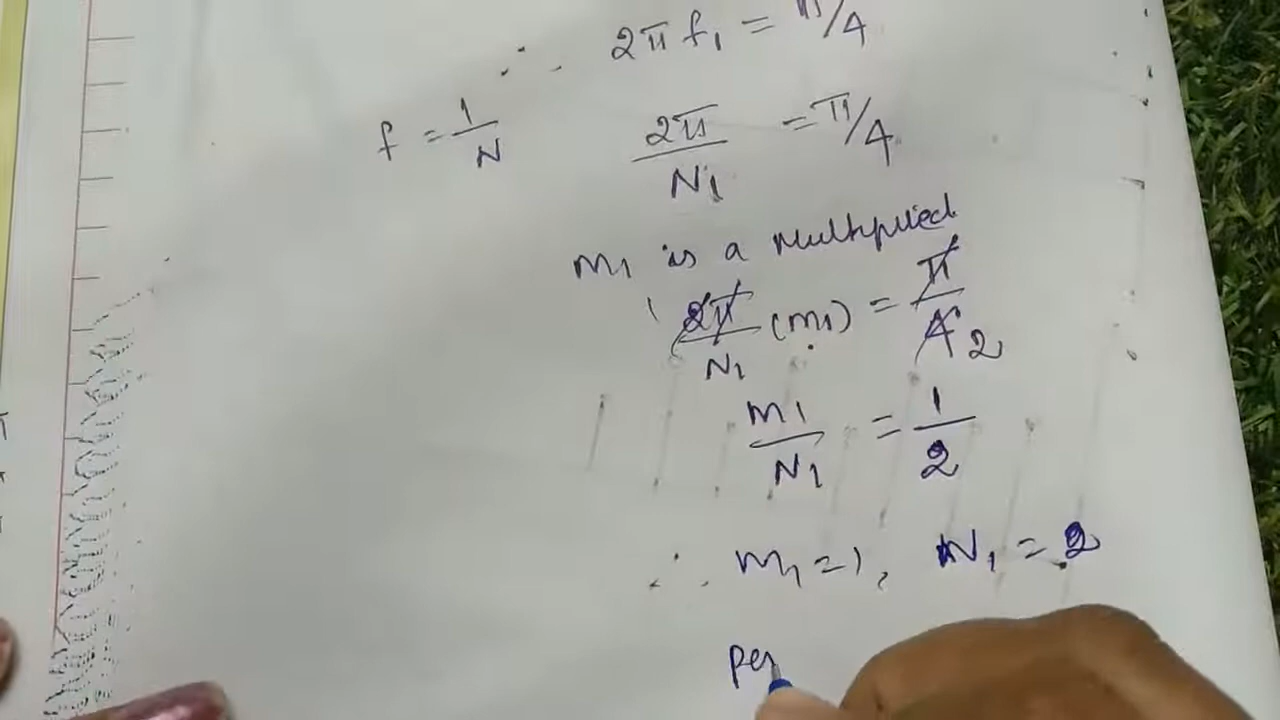 ∴ 2π f₁ = π/4
f = 1/N 2π/N₁ = π/4
m₁ is a multiplied
2π/N₁ (m₁) = π/4 2
m₁/N₁ = 1/2
∴ m₁ = 1, N₁ = 2
per